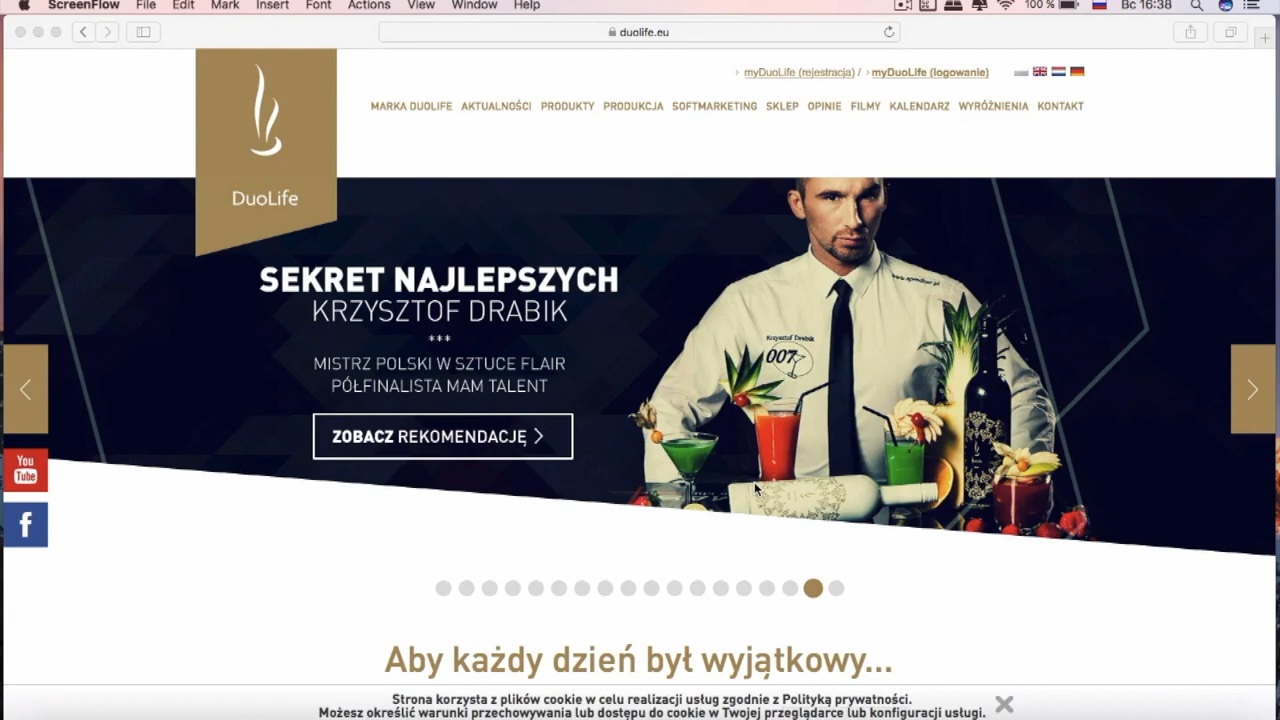 ScreenFlow File Edit Mark Insert Font Actions View Window Help 100 % Вс 16:38
duolife.eu
myDuoLife (rejestracja) / myDuoLife (logowanie)
MARKA DUOLIFE AKTUALNOŚCI PRODUKTY PRODUKCJA SOFTMARKETING SKLEP OPINIE FILMY KALENDARZ WYRÓŻNIENIA KONTAKT
DuoLife
SEKRET NAJLEPSZYCH
KRZYSZTOF DRABIK
***
MISTRZ POLSKI W SZTUCE FLAIR
PÓŁFINALISTA MAM TALENT
ZOBACZ REKOMENDACJĘ
Krzysztof Drabik
007
You
Tube
f
Aby każdy dzień był wyjątkowy...
Strona korzysta z plików cookie w celu realizacji usług zgodnie z Polityką prywatności.
Możesz określić warunki przechowywania lub dostępu do cookie w Twojej przeglądarce lub konfiguracji usługi.